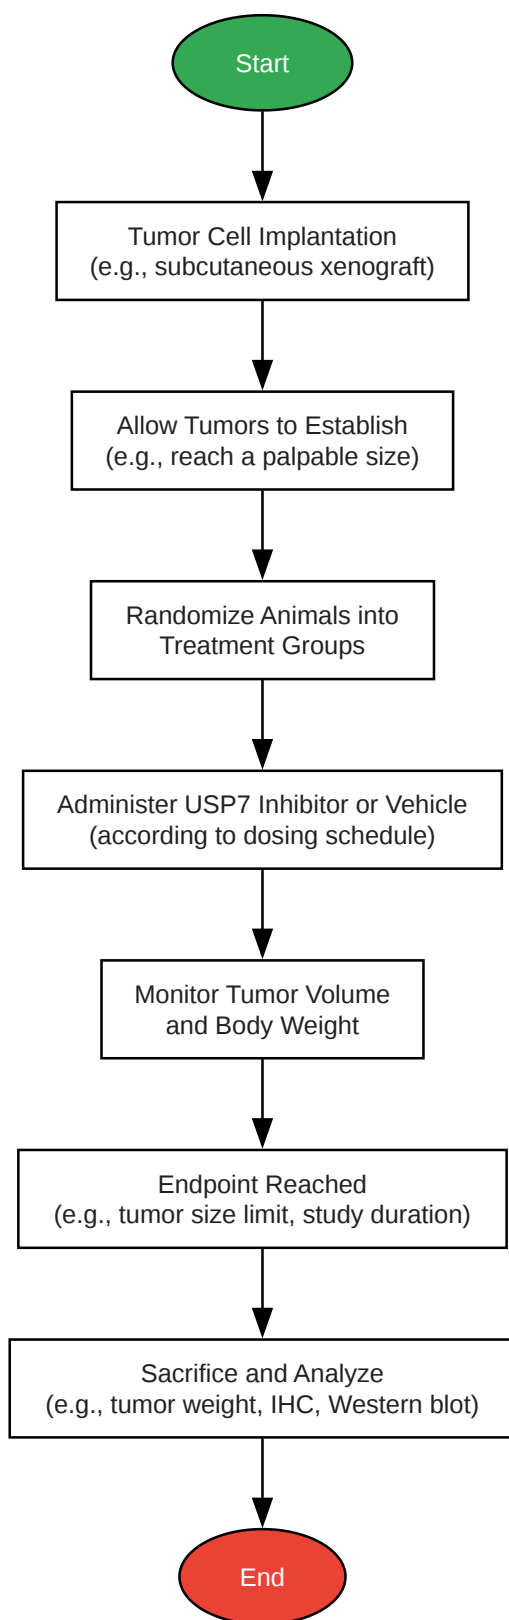 Start
Tumor Cell Implantation
(e.g., subcutaneous xenograft)
Allow Tumors to Establish
(e.g., reach a palpable size)
Randomize Animals into
Treatment Groups
Administer USP7 Inhibitor or Vehicle
(according to dosing schedule)
Monitor Tumor Volume
and Body Weight
Endpoint Reached
(e.g., tumor size limit, study duration)
Sacrifice and Analyze
(e.g., tumor weight, IHC, Western blot)
End